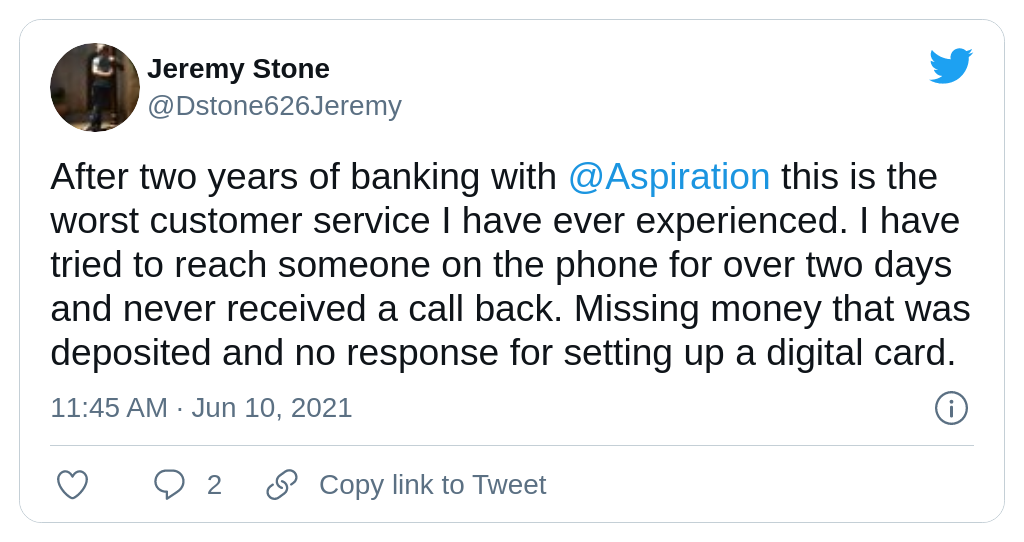 Jeremy Stone
@Dstone626Jeremy
After two years of banking with @Aspiration this is the
worst customer service I have ever experienced. I have
tried to reach someone on the phone for over two days
and never received a call back. Missing money that was
deposited and no response for setting up a digital card.
11:45 AM · Jun 10, 2021
2 Copy link to Tweet